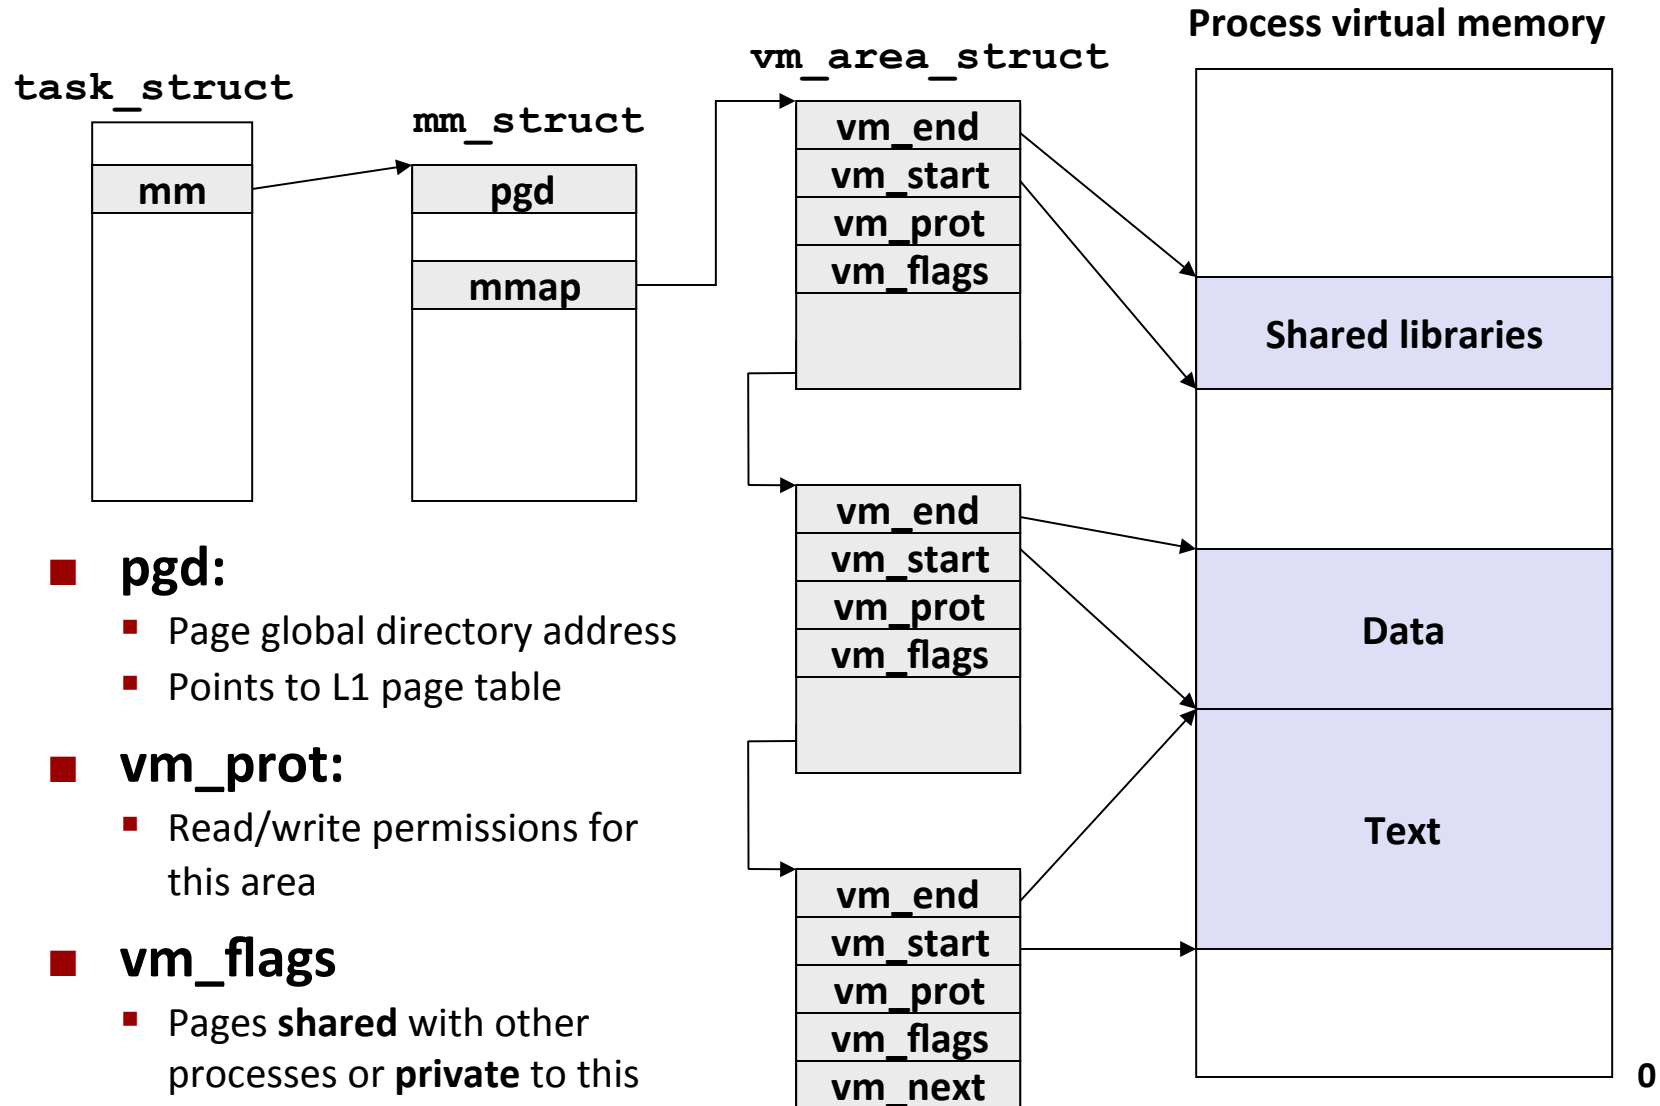 Process virtual memory
vm_area_struct
task_struct
mm_struct
mm
pgd
mmap
vm_end
vm_start
vm_prot
vm_flags
Shared libraries
vm_end
vm_start
vm_prot
vm_flags
Data
Text
vm_end
vm_start
vm_prot
vm_flags
vm_next
0
pgd:
Page global directory address
Points to L1 page table
vm_prot:
Read/write permissions for
this area
vm_flags
Pages shared with other
processes or private to this